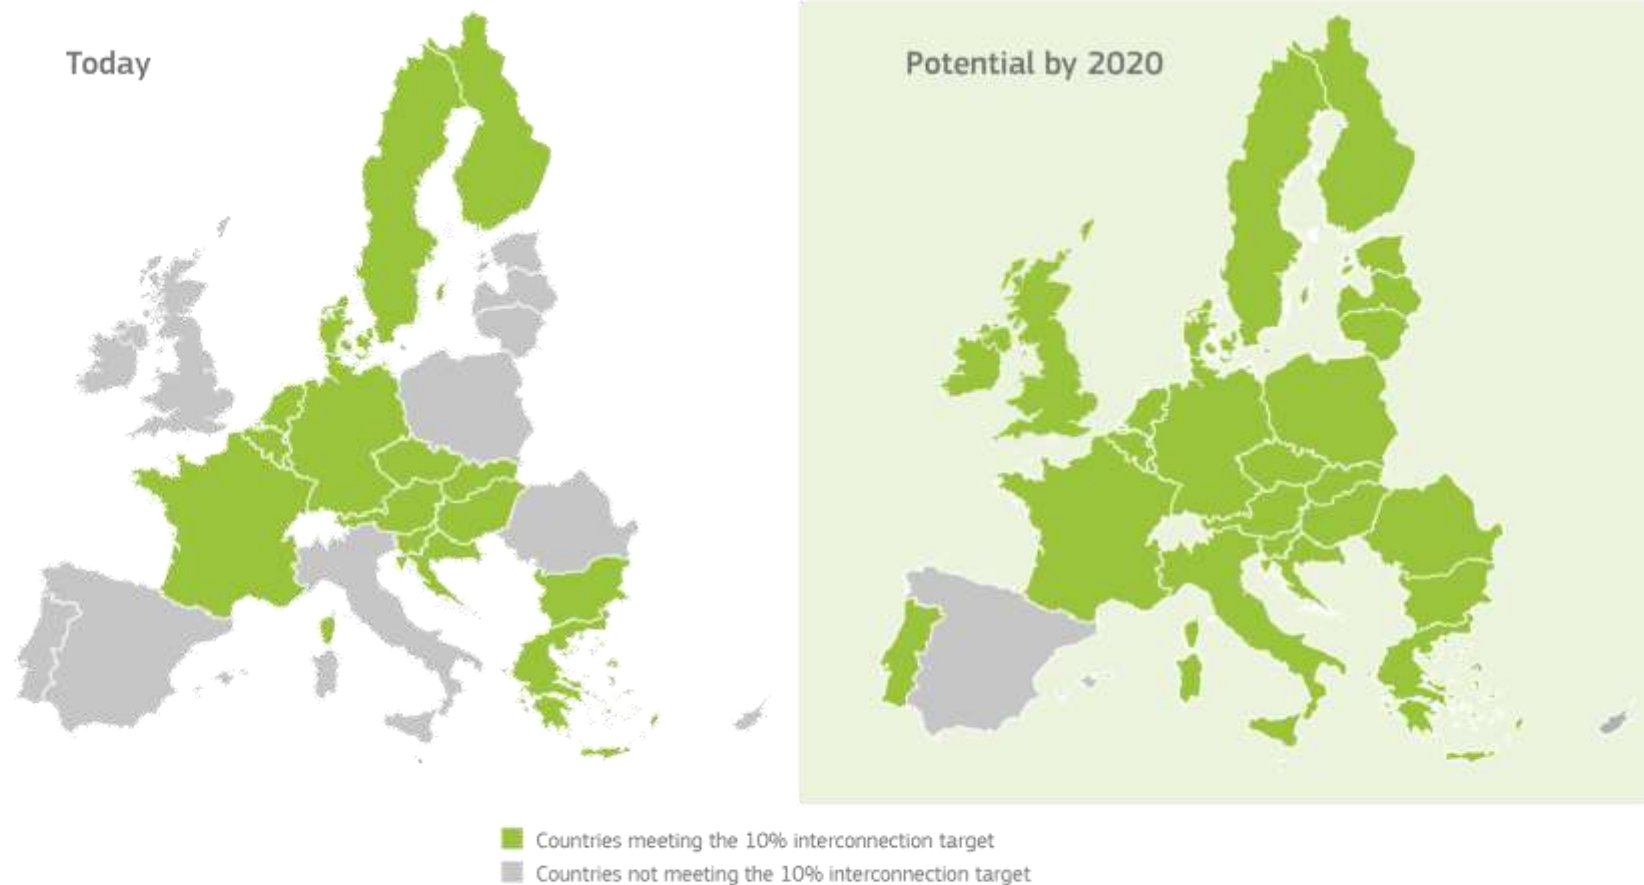 Today
Potential by 2020
Countries meeting the 10% interconnection target
Countries not meeting the 10% interconnection target